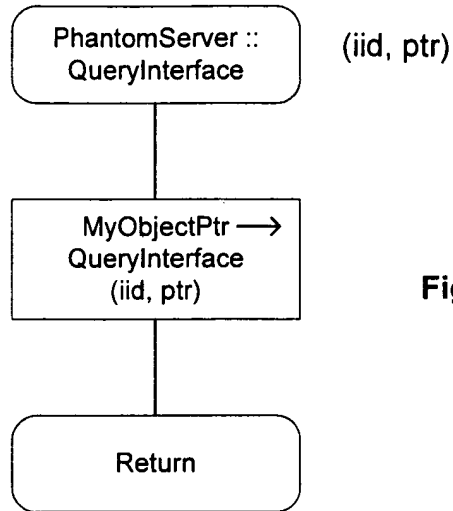 PhantomServer ::
QueryInterface
(iid, ptr)
MyObjectPtr →
QueryInterface
(iid, ptr)
Return